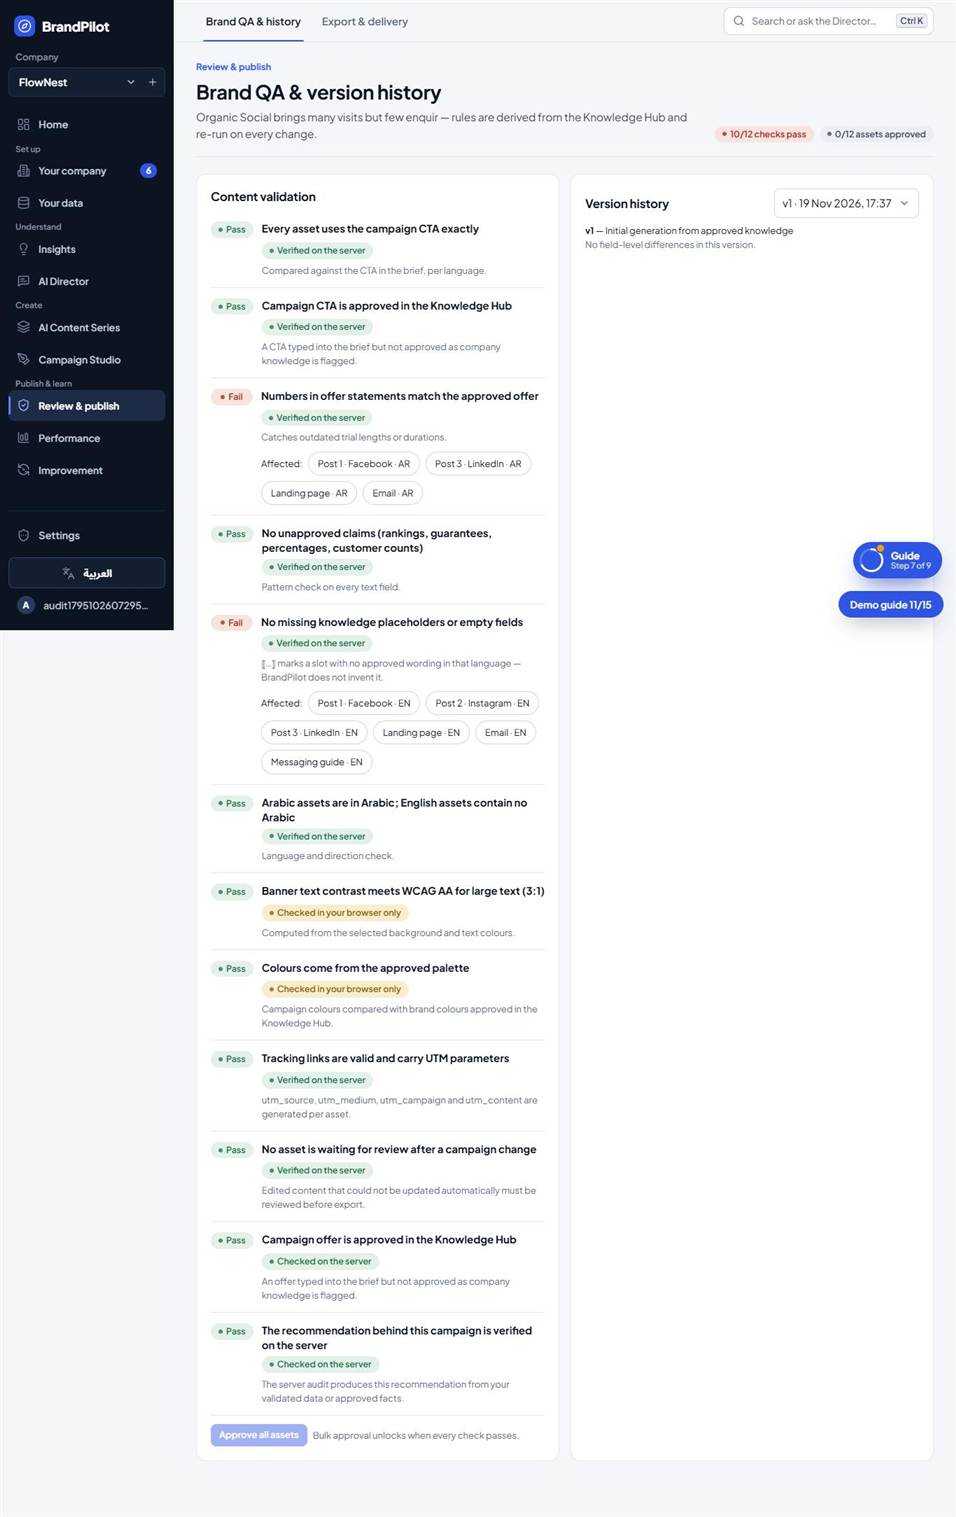 BrandPilot
Company
FlowNest
Home
Set up
Your company 6
Your data
Understand
Insights
AI Director
Create
AI Content Series
Campaign Studio
Publish & learn
Review & publish
Performance
Improvement
Settings
العربية
A audit1795102607295...
Brand QA & history Export & delivery
Search or ask the Director... Ctrl K
Review & publish
Brand QA & version history
Organic Social brings many visits but few enquir — rules are derived from the Knowledge Hub and
re-run on every change.
10/12 checks pass 0/12 assets approved
Content validation
Pass Every asset uses the campaign CTA exactly
Verified on the server
Compared against the CTA in the brief, per language.
Pass Campaign CTA is approved in the Knowledge Hub
Verified on the server
A CTA typed into the brief but not approved as company
knowledge is flagged.
Fail Numbers in offer statements match the approved offer
Verified on the server
Catches outdated trial lengths or durations.
Affected: Post 1 · Facebook · AR Post 3 · LinkedIn · AR
Landing page · AR Email · AR
Pass No unapproved claims (rankings, guarantees,
percentages, customer counts)
Verified on the server
Pattern check on every text field.
Fail No missing knowledge placeholders or empty fields
Verified on the server
⟦…⟧ marks a slot with no approved wording in that language —
BrandPilot does not invent it.
Affected: Post 1 · Facebook · EN Post 2 · Instagram · EN
Post 3 · LinkedIn · EN Landing page · EN Email · EN
Messaging guide · EN
Pass Arabic assets are in Arabic; English assets contain no
Arabic
Verified on the server
Language and direction check.
Pass Banner text contrast meets WCAG AA for large text (3:1)
Checked in your browser only
Computed from the selected background and text colours.
Pass Colours come from the approved palette
Checked in your browser only
Campaign colours compared with brand colours approved in the
Knowledge Hub.
Pass Tracking links are valid and carry UTM parameters
Verified on the server
utm_source, utm_medium, utm_campaign and utm_content are
generated per asset.
Pass No asset is waiting for review after a campaign change
Verified on the server
Edited content that could not be updated automatically must be
reviewed before export.
Pass Campaign offer is approved in the Knowledge Hub
Checked on the server
An offer typed into the brief but not approved as company
knowledge is flagged.
Pass The recommendation behind this campaign is verified
on the server
Checked on the server
The server audit produces this recommendation from your
validated data or approved facts.
Approve all assets Bulk approval unlocks when every check passes.
Version history v1 · 19 Nov 2026, 17:37
v1 — Initial generation from approved knowledge
No field-level differences in this version.
Guide
Step 7 of 9
Demo guide 11/15